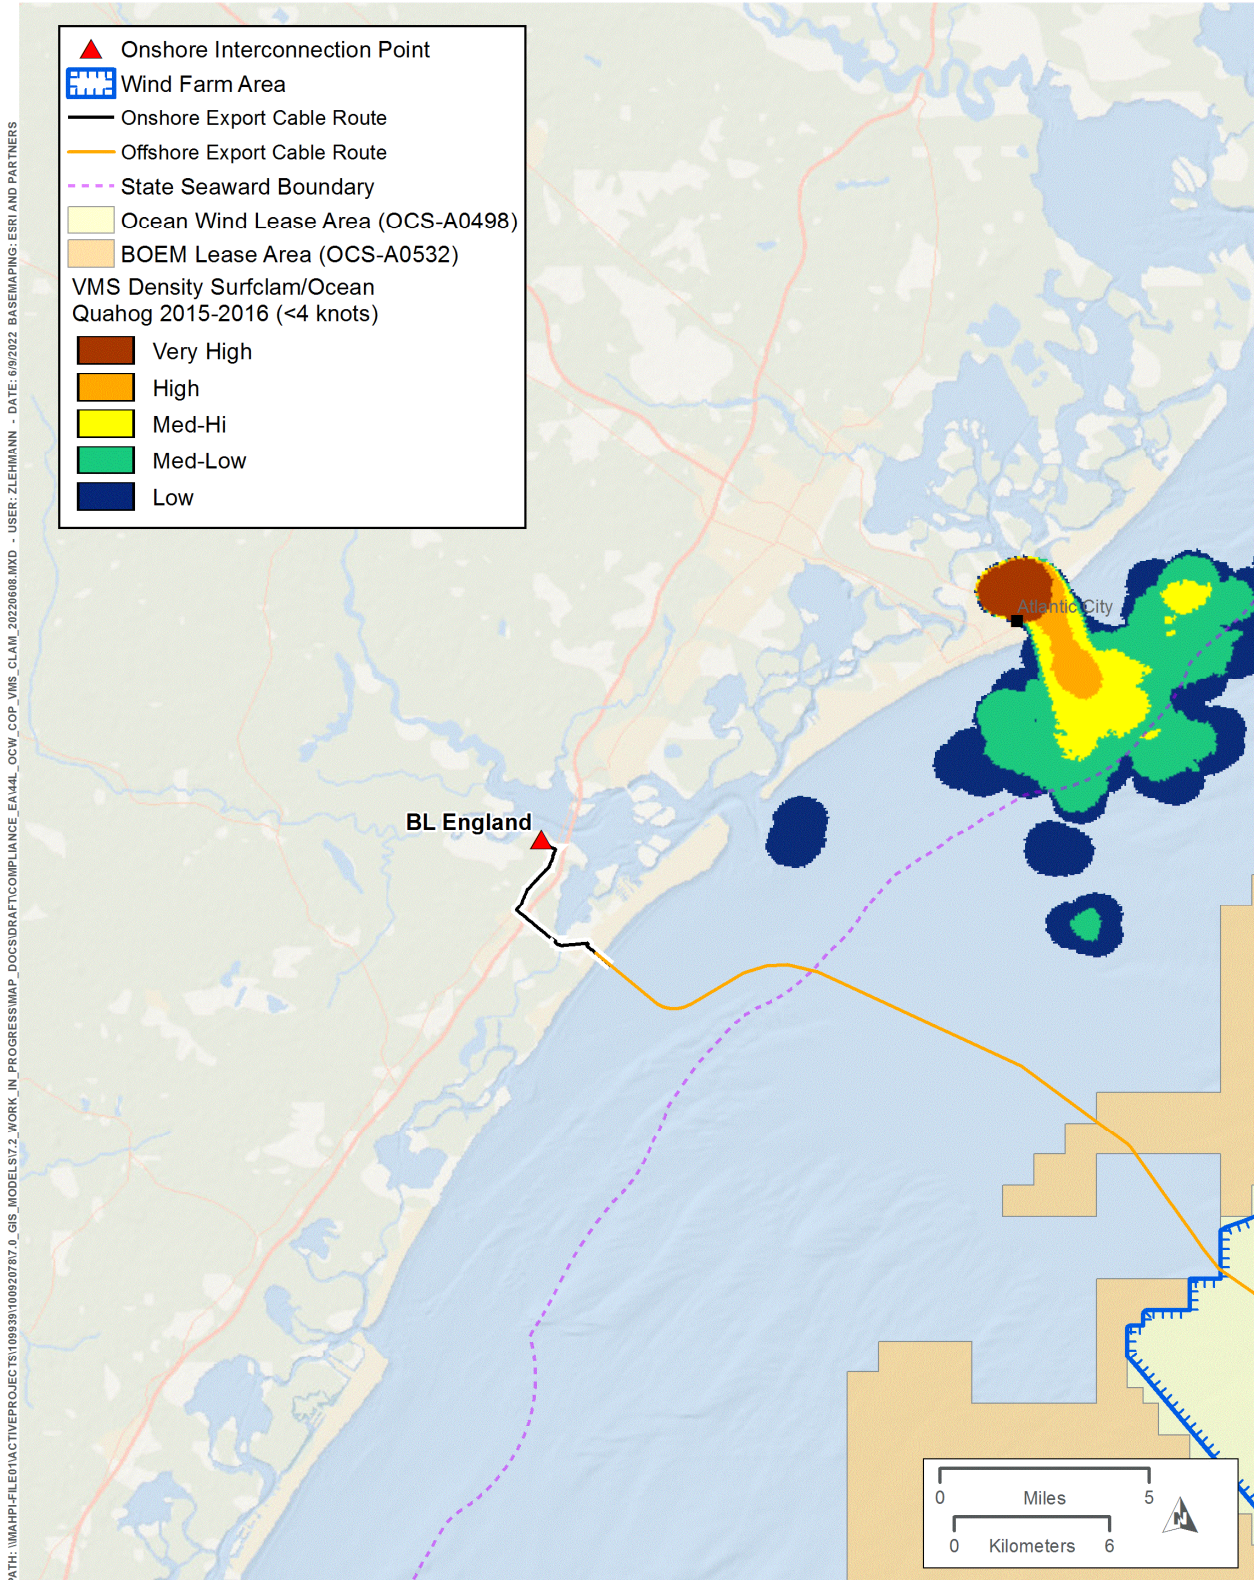 Onshore Interconnection Point
Wind Farm Area
Onshore Export Cable Route
Offshore Export Cable Route
State Seaward Boundary
Ocean Wind Lease Area (OCS-A0498)
BOEM Lease Area (OCS-A0532)
VMS Density Surfclam/Ocean
Quahog 2015-2016 (<4 knots)
Very High
High
Med-Hi
Med-Low
Low
Atlantic City
BL England
0 Miles 5
0 Kilometers 6
N
PATH: \\MAHPI-FILE01\ACTIVEPROJECTS\109939\10092078\7.0_GIS_MODELS\7.2_WORK_IN_PROGRESS\MAP_DOCS\DRAFT\COMPLIANCE_EA\44L_OCW_COP_VMS_CLAM_20220608.MXD - USER: ZLEHMANN - DATE: 6/9/2022 BASEMAPING: ESRI AND PARTNERS